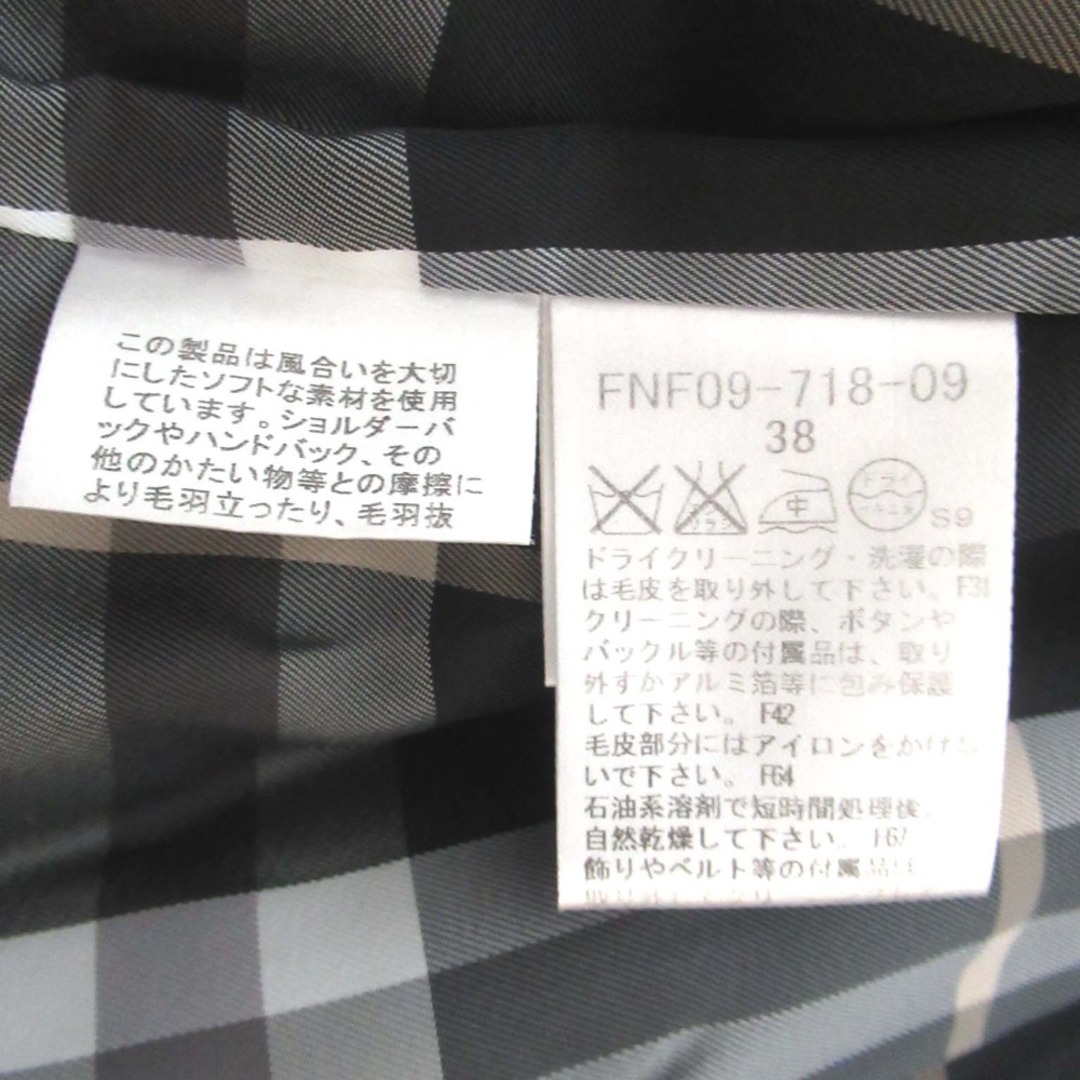 この製品は風合いを大切
にしたソフトな素材を使用
しています。ショルダーバ
ックやハンドバック、その
他のかたい物等との摩擦に
より毛羽立ったり、毛羽抜
FNF09-718-09
38
中
ドライ
S9
ドライクリーニング・洗濯の際
は毛皮を取り外して下さい。F31
クリーニングの際、ボタンや
バックル等の付属品は、取り
外すかアルミ箔等に包み保護
して下さい。F42
毛皮部分にはアイロンをかけな
いで下さい。F64
石油系溶剤で短時間処理後、
自然乾燥して下さい。F67
飾りやベルト等の付属品は、